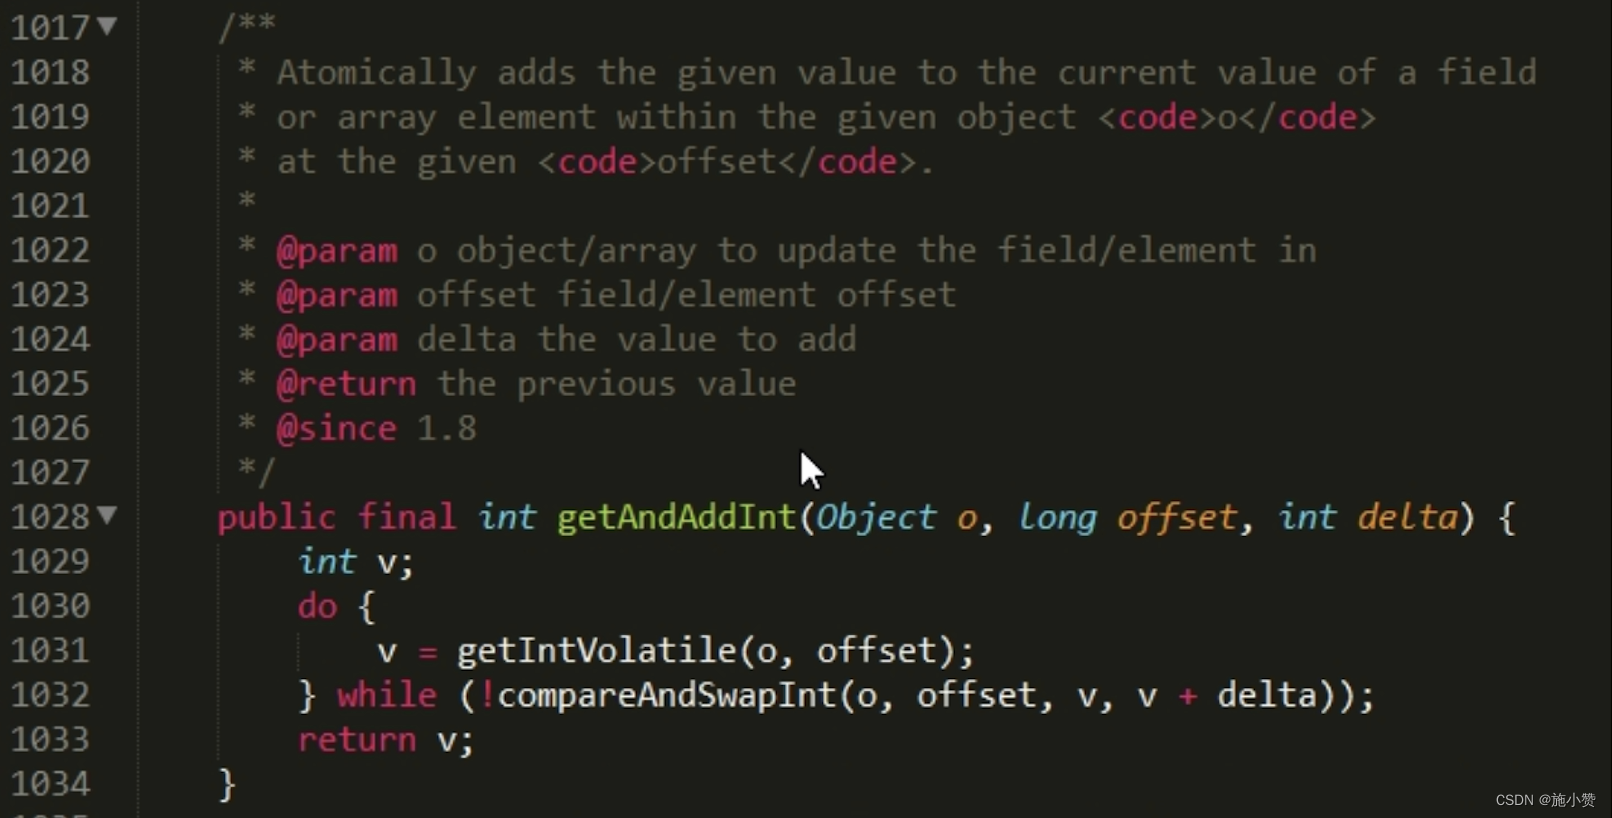 1017 /**
1018 * Atomically adds the given value to the current value of a field
1019 * or array element within the given object <code>o</code>
1020 * at the given <code>offset</code>.
1021 *
1022 * @param o object/array to update the field/element in
1023 * @param offset field/element offset
1024 * @param delta the value to add
1025 * @return the previous value
1026 * @since 1.8
1027 */
1028 public final int getAndAddInt(Object o, long offset, int delta) {
1029 int v;
1030 do {
1031 v = getIntVolatile(o, offset);
1032 } while (!compareAndSwapInt(o, offset, v, v + delta));
1033 return v;
1034 }
CSDN @施小赞